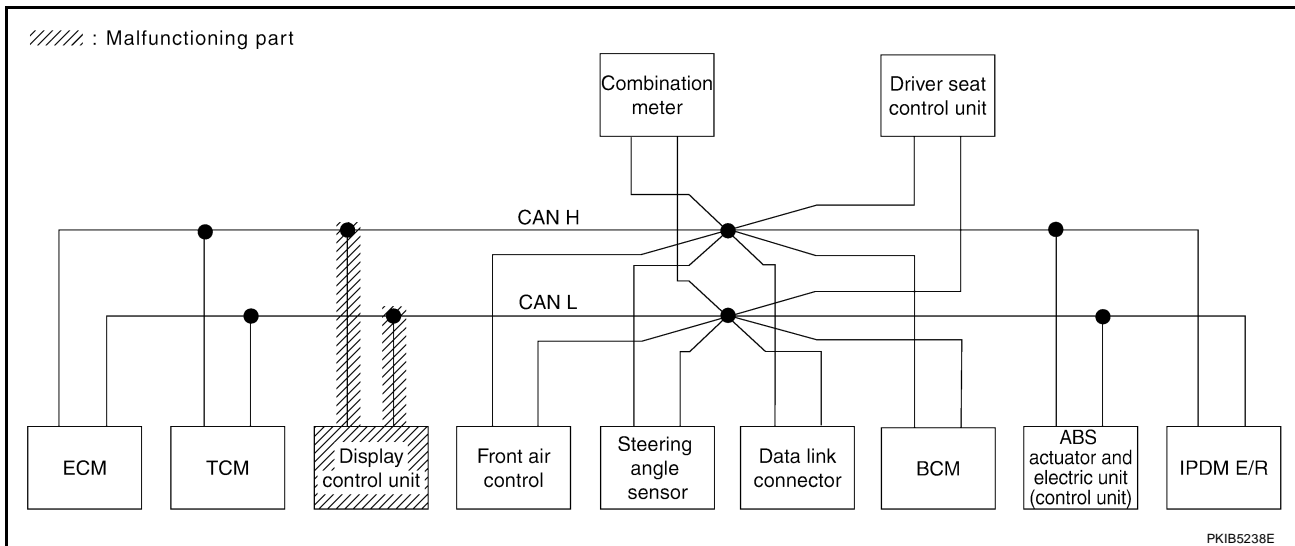 : Malfunctioning part
Combination
meter
Driver seat
control unit
CAN H
CAN L
ECM
TCM
Display
control unit
Front air
control
Steering
angle
sensor
Data link
connector
BCM
ABS
actuator and
electric unit
(control unit)
IPDM E/R
PKIB5238E